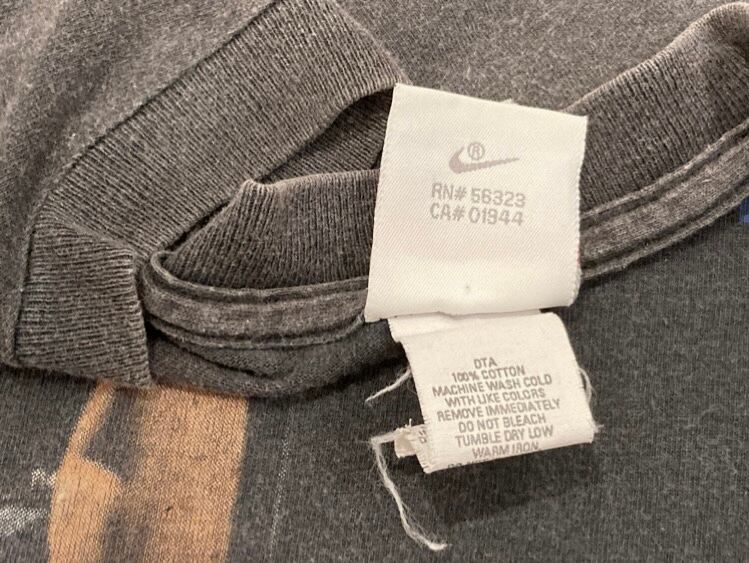 ®
RN# 56323
CA# 01944
OTA
100% COTTON
MACHINE WASH COLD
WITH LIKE COLORS
REMOVE IMMEDIATELY
DO NOT BLEACH
TUMBLE DRY LOW
WARM IRON